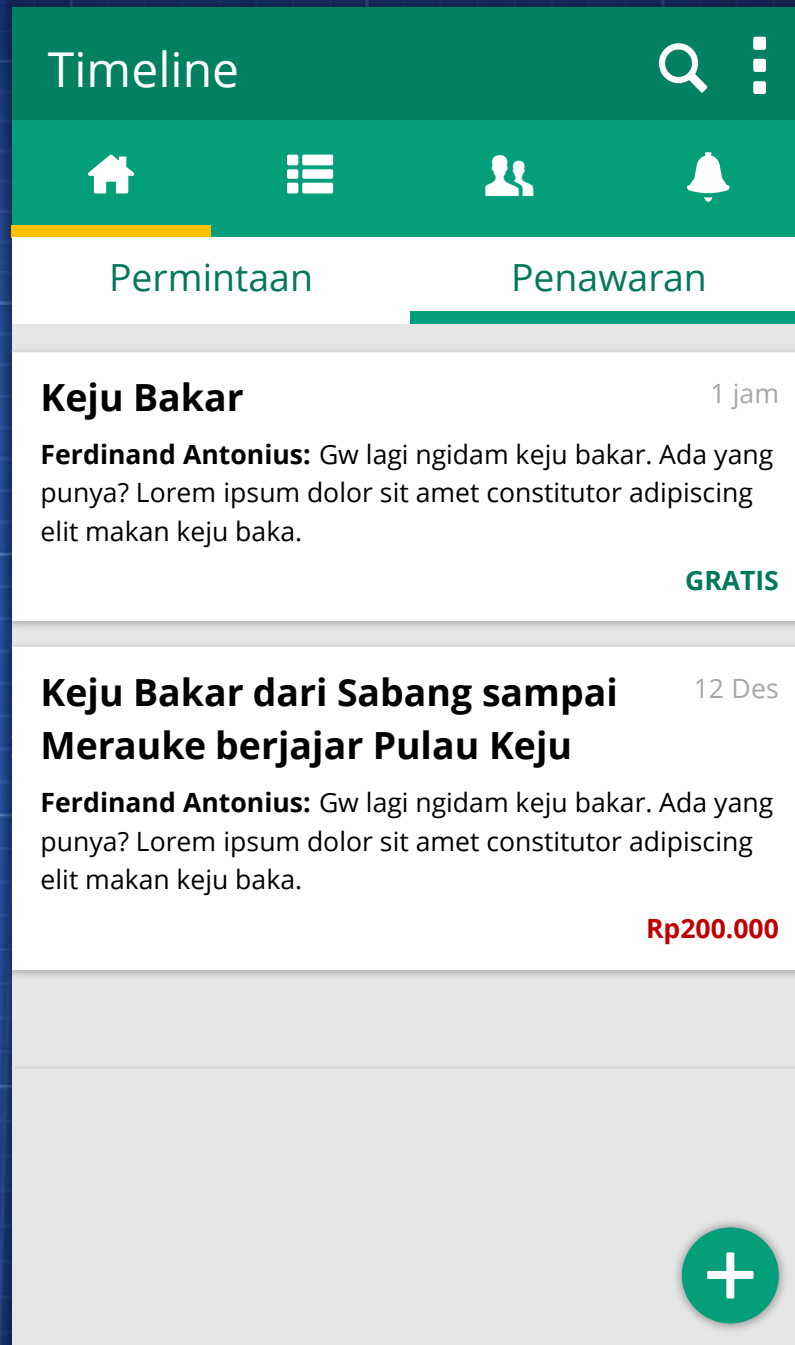 Timeline
Permintaan
Penawaran
Keju Bakar
1 jam
Ferdinand Antonius: Gw lagi ngidam keju bakar. Ada yang
punya? Lorem ipsum dolor sit amet constitutor adipiscing
elit makan keju baka.
GRATIS
Keju Bakar dari Sabang sampai
12 Des
Merauke berjajar Pulau Keju
Ferdinand Antonius: Gw lagi ngidam keju bakar. Ada yang
punya? Lorem ipsum dolor sit amet constitutor adipiscing
elit makan keju baka.
Rp200.000